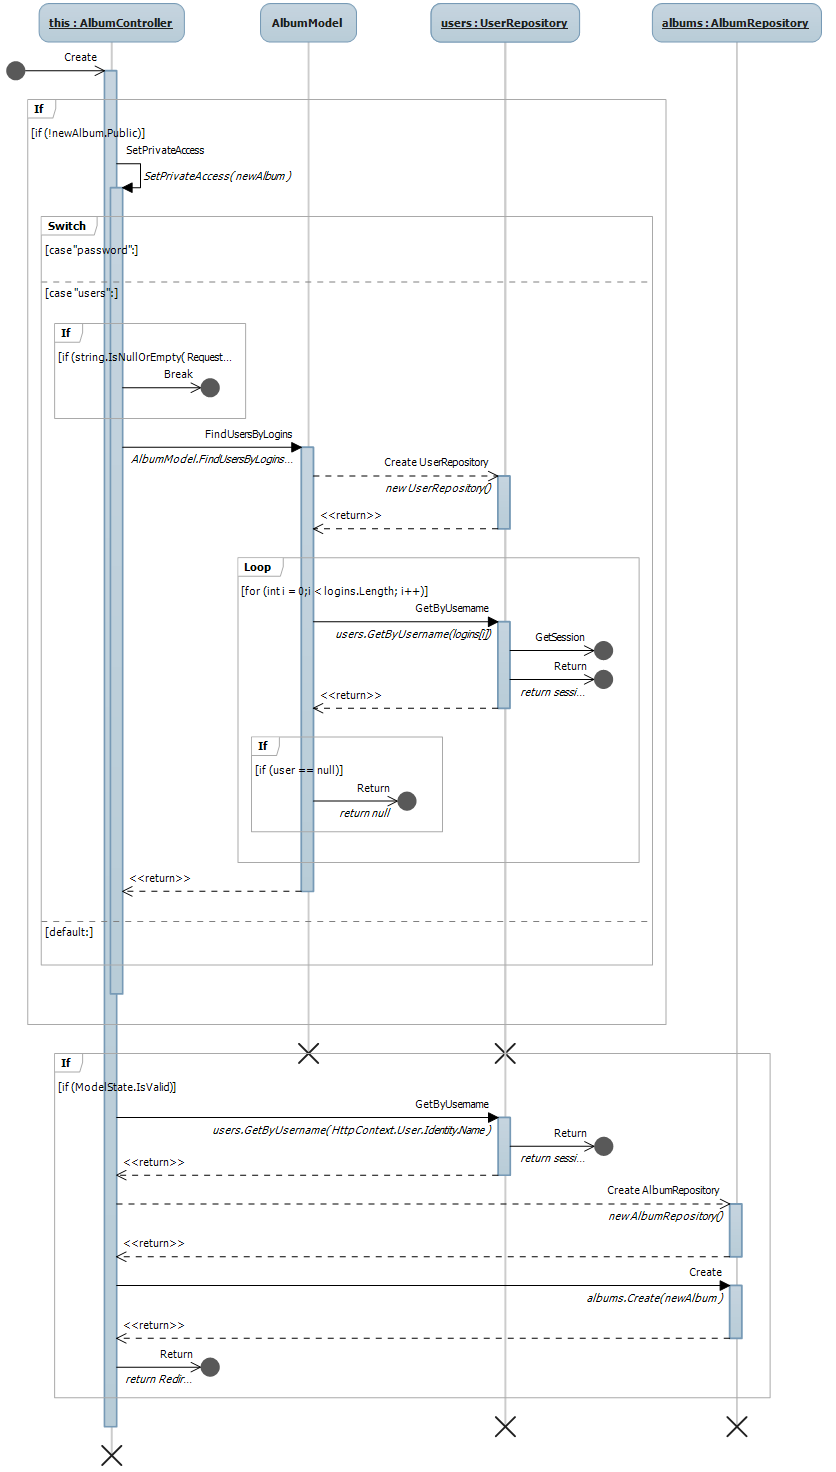 this : AlbumController
AlbumModel
users : UserRepository
albums : AlbumRepository
Create
If
[if (!newAlbum.Public)]
SetPrivateAccess
SetPrivateAccess( newAlbum )
Switch
[case "password":]
[case "users":]
If
[if (string.IsNullOrEmpty( Request...
Break
FindUsersByLogins
AlbumModel.FindUsersByLogins...
Create UserRepository
new UserRepository()
<<return>>
Loop
[for (int i = 0;i < logins.Length; i++)]
GetByUsername
users.GetByUsername(logins[i])
GetSession
Return
return sessi...
<<return>>
If
[if (user == null)]
Return
return null
<<return>>
[default:]
If
[if (ModelState.IsValid)]
GetByUsername
users.GetByUsername( HttpContext.User.Identity.Name )
Return
return sessi...
<<return>>
Create AlbumRepository
new AlbumRepository()
<<return>>
Create
albums.Create(newAlbum )
<<return>>
Return
return Redir...